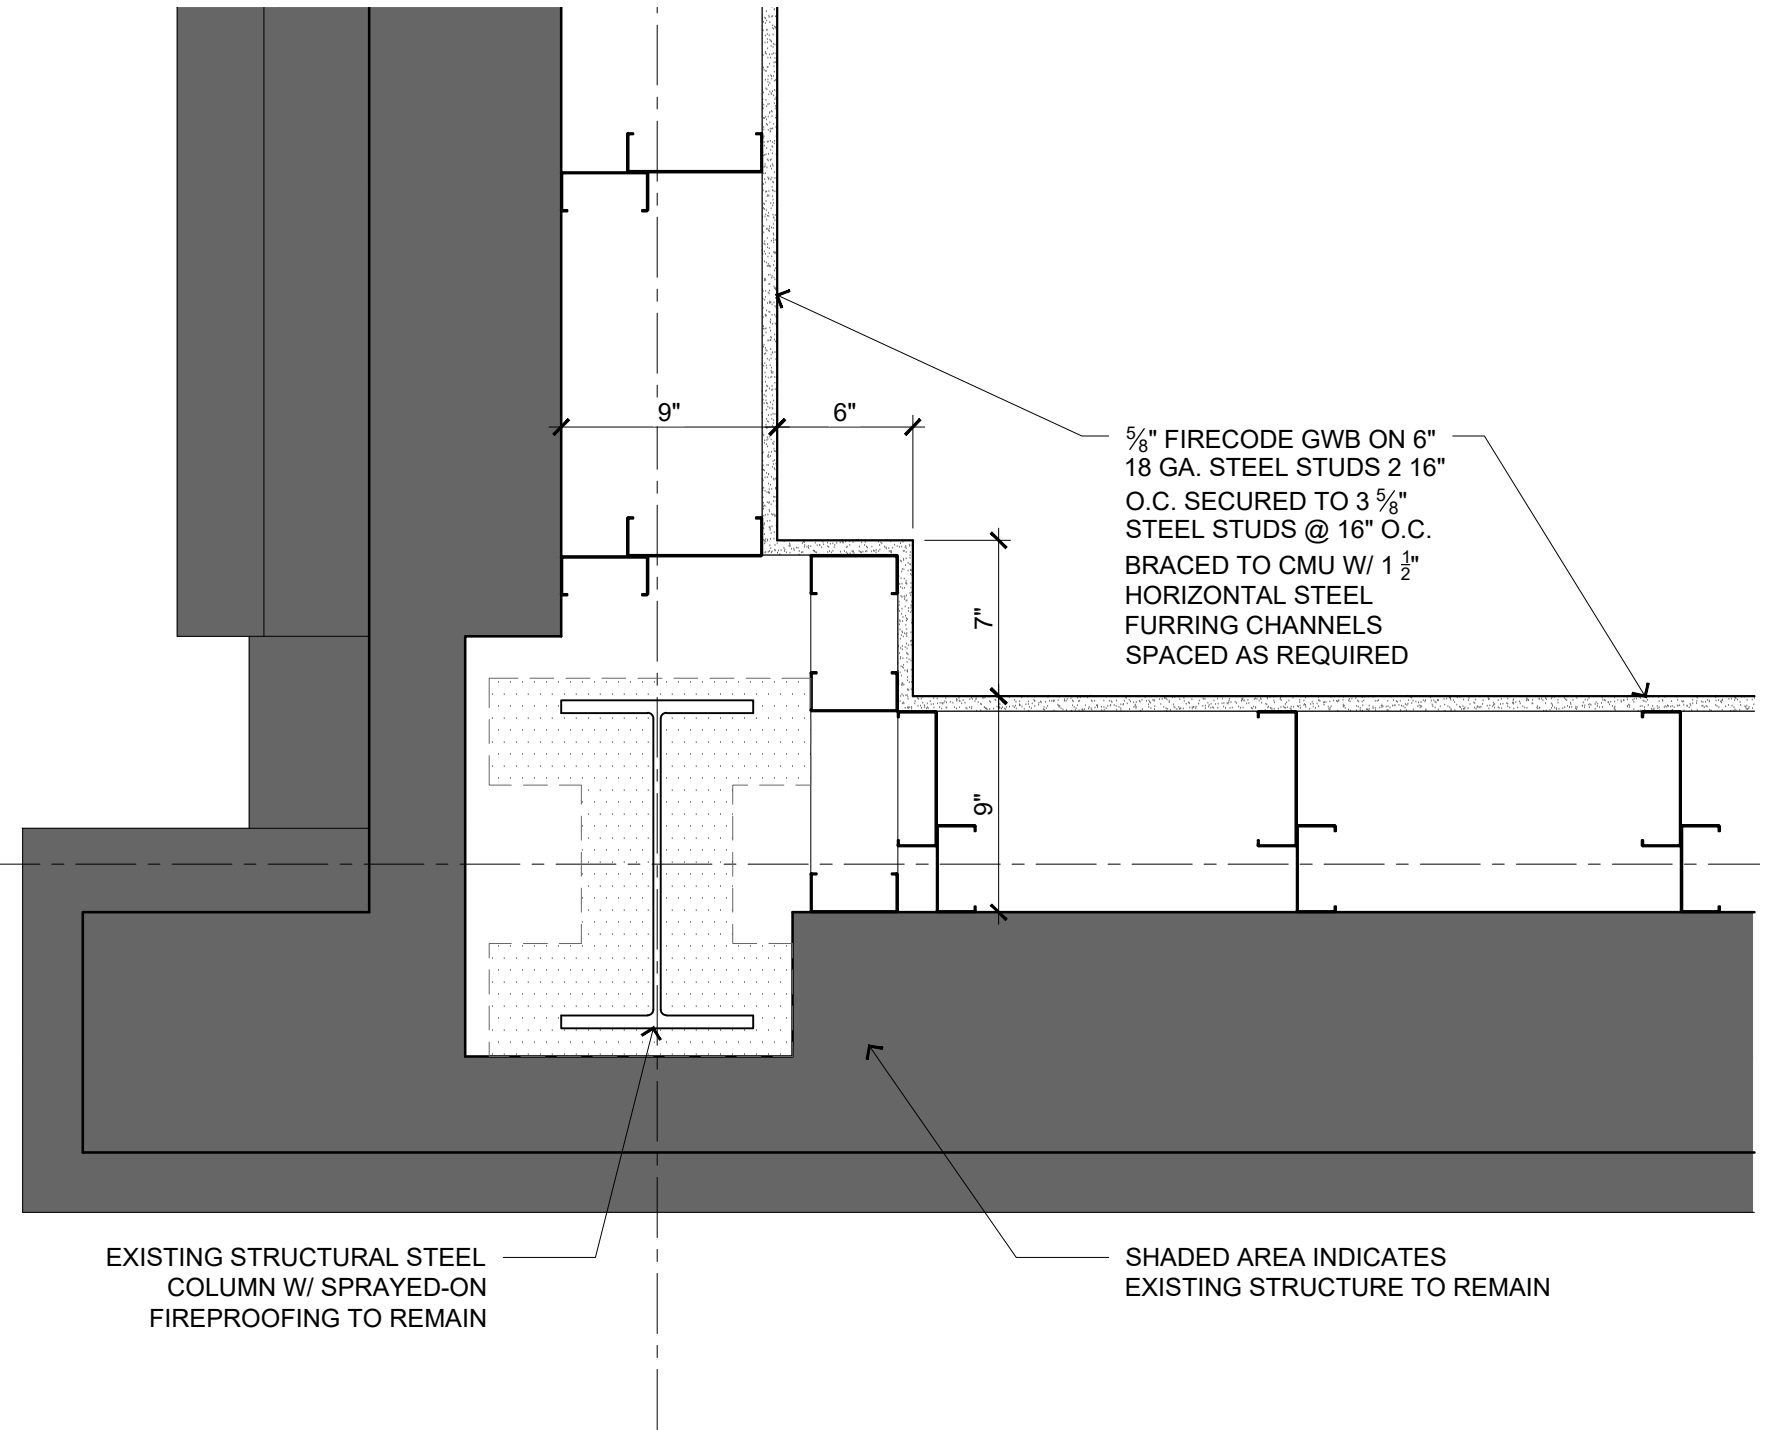 9" 6"
⅝" FIRECODE GWB ON 6"
18 GA. STEEL STUDS 2 16"
O.C. SECURED TO 3 ⅝"
STEEL STUDS @ 16" O.C.
BRACED TO CMU W/ 1 ½"
HORIZONTAL STEEL
FURRING CHANNELS
SPACED AS REQUIRED
7"
9"
EXISTING STRUCTURAL STEEL
COLUMN W/ SPRAYED-ON
FIREPROOFING TO REMAIN
SHADED AREA INDICATES
EXISTING STRUCTURE TO REMAIN